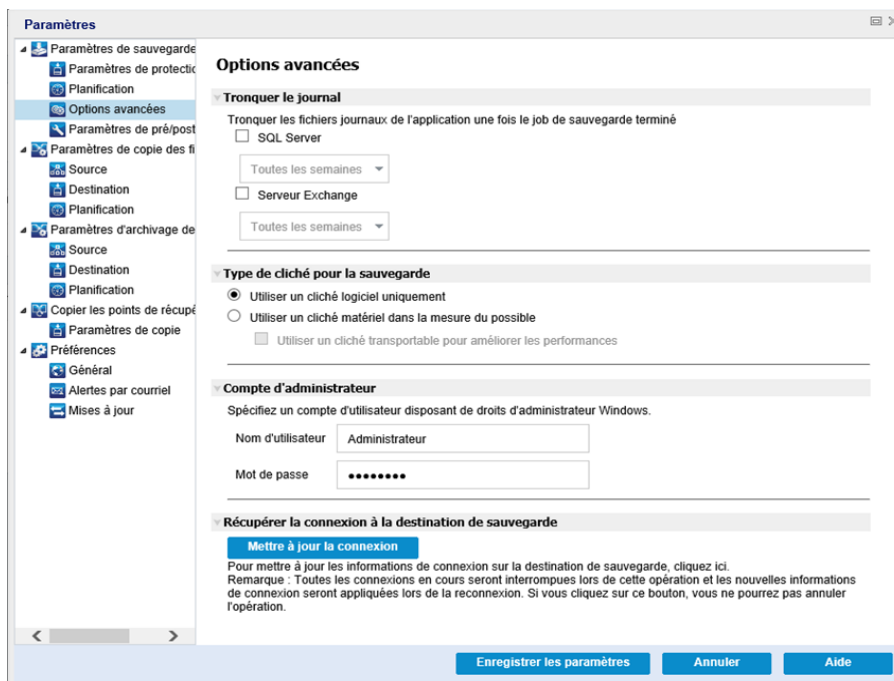 Paramètres
Paramètres de sauvegarde
Paramètres de protectic
Planification
Options avancées
Paramètres de pré/post
Paramètres de copie des fi
Source
Destination
Planification
Paramètres d'archivage de
Source
Destination
Planification
Copier les points de récupé
Paramètres de copie
Préférences
Général
Alertes par courriel
Mises à jour
Options avancées
Tronquer le journal
Tronquer les fichiers journaux de l'application une fois le job de sauvegarde terminé
SQL Server
Toutes les semaines
Serveur Exchange
Toutes les semaines
Type de cliché pour la sauvegarde
Utiliser un cliché logiciel uniquement
Utiliser un cliché matériel dans la mesure du possible
Utiliser un cliché transportable pour améliorer les performances
Compte d'administrateur
Spécifiez un compte d'utilisateur disposant de droits d'administrateur Windows.
Nom d'utilisateur Administrateur
Mot de passe ••••••••
Récupérer la connexion à la destination de sauvegarde
Mettre à jour la connexion
Pour mettre à jour les informations de connexion sur la destination de sauvegarde, cliquez ici.
Remarque : Toutes les connexions en cours seront interrompues lors de cette opération et les nouvelles informations
de connexion seront appliquées lors de la reconnexion. Si vous cliquez sur ce bouton, vous ne pourrez pas annuler
l'opération.
Enregistrer les paramètres Annuler Aide